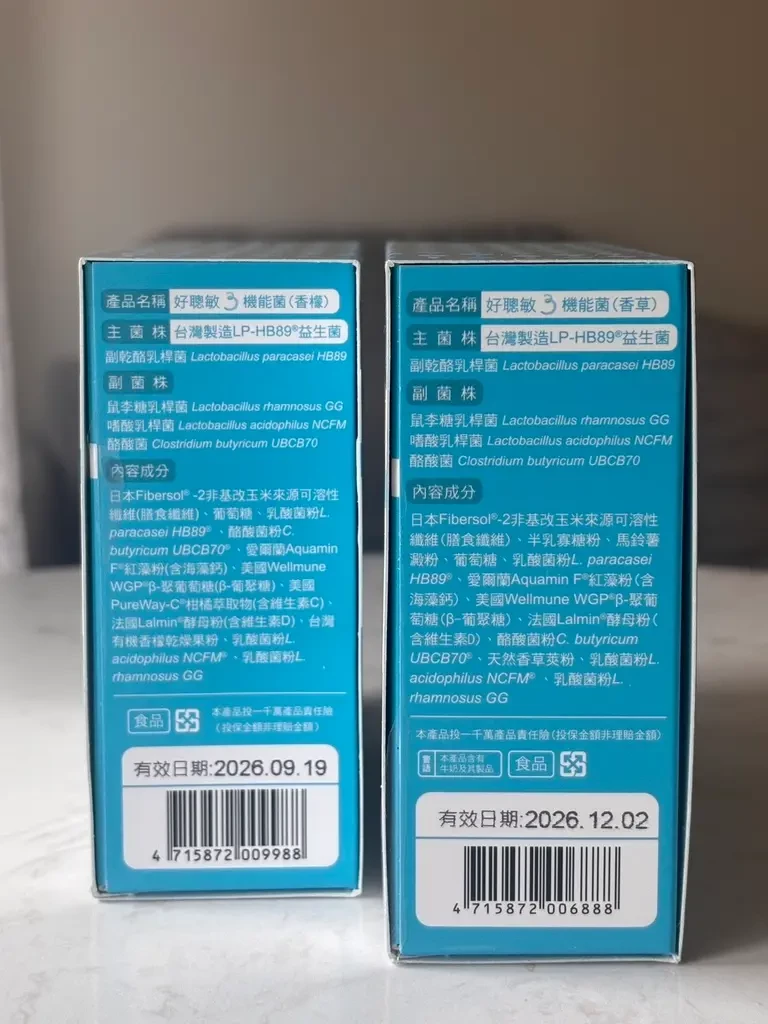 產品名稱 好聰敏3機能菌(香檬)
主菌株 台灣製造LP-HB89®益生菌
副乾酪乳桿菌 Lactobacillus paracasei HB89
副菌株
鼠李糖乳桿菌 Lactobacillus rhamnosus GG
嗜酸乳桿菌 Lactobacillus acidophilus NCFM
酪酸菌 Clostridium butyricum UBCB70
內容成分
日本Fibersol®-2非基改玉米來源可溶性
纖維(膳食纖維)、葡萄糖、乳酸菌粉L.
paracasei HB89®、酪酸菌粉C.
butyricum UBCB70®、愛爾蘭Aquamin
F®紅藻粉(含海藻鈣)、美國Wellmune
WGP®β-聚葡萄糖(β-葡聚糖)、美國
PureWay-C®柑橘萃取物(含維生素C)、
法國Lalmin®酵母粉(含維生素D)、台灣
有機香檬乾燥果粉、乳酸菌粉L.
acidophilus NCFM®、乳酸菌粉L.
rhamnosus GG
食品
本產品投一千萬產品責任險
(投保金額非理賠金額)
有效日期:2026.09.19
4 715872 009988
產品名稱 好聰敏3機能菌(香草)
主菌株 台灣製造LP-HB89®益生菌
副乾酪乳桿菌 Lactobacillus paracasei HB89
副菌株
鼠李糖乳桿菌 Lactobacillus rhamnosus GG
嗜酸乳桿菌 Lactobacillus acidophilus NCFM
酪酸菌 Clostridium butyricum UBCB70
內容成分
日本Fibersol®-2非基改玉米來源可溶性
纖維(膳食纖維)、半乳寡糖粉、馬鈴薯
澱粉、葡萄糖、乳酸菌粉L. paracasei
HB89®、愛爾蘭Aquamin F®紅藻粉(含
海藻鈣)、美國Wellmune WGP®β-聚葡
萄糖(β-葡聚糖)、法國Lalmin®酵母粉(
含維生素D)、酪酸菌粉C. butyricum
UBCB70®、天然香草莢粉、乳酸菌粉L.
acidophilus NCFM®、乳酸菌粉L.
rhamnosus GG
本產品投一千萬產品責任險(投保金額非理賠金額)
警語 本產品含有
牛奶及其製品
食品
有效日期:2026.12.02
4 715872 006888